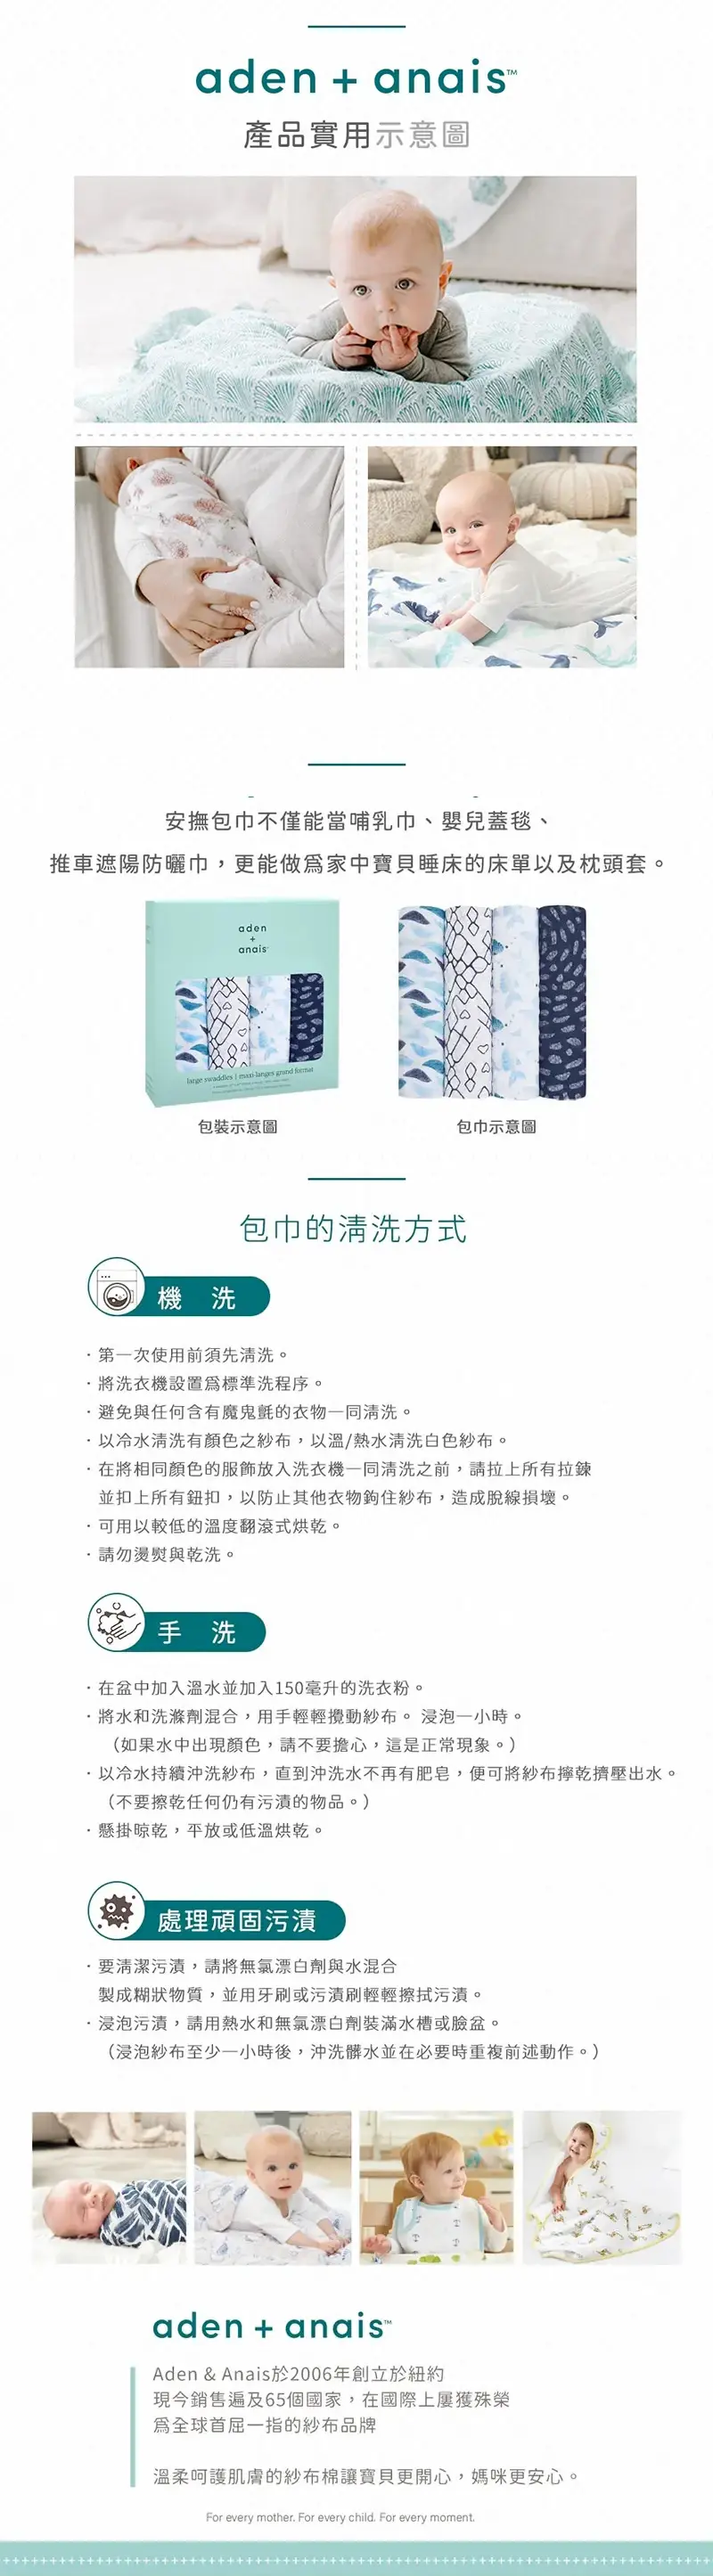 aden + anais™
產品實用示意圖
安撫包巾不僅能當哺乳巾、嬰兒蓋毯、
推車遮陽防曬巾，更能做為家中寶貝睡床的床單以及枕頭套。
aden
+
anais
large swaddles | maxi-langes grand format
包裝示意圖
包巾示意圖
包巾的清洗方式
機 洗
·第一次使用前須先清洗。
·將洗衣機設置為標準洗程序。
·避免與任何含有魔鬼氈的衣物一同清洗。
·以冷水清洗有顏色之紗布，以溫/熱水清洗白色紗布。
·在將相同顏色的服飾放入洗衣機一同清洗之前，請拉上所有拉鍊
並扣上所有鈕扣，以防止其他衣物鉤住紗布，造成脫線損壞。
·可用以較低的溫度翻滾式烘乾。
·請勿燙熨與乾洗。
手 洗
·在盆中加入溫水並加入150毫升的洗衣粉。
·將水和洗滌劑混合，用手輕輕攪動紗布。 浸泡一小時。
（如果水中出現顏色，請不要擔心，這是正常現象。）
·以冷水持續沖洗紗布，直到沖洗水不再有肥皂，便可將紗布擰乾擠壓出水。
（不要擦乾任何仍有污漬的物品。）
·懸掛晾乾，平放或低溫烘乾。
處理頑固污漬
·要清潔污漬，請將無氯漂白劑與水混合
製成糊狀物質，並用牙刷或污漬刷輕輕擦拭污漬。
·浸泡污漬，請用熱水和無氯漂白劑裝滿水槽或臉盆。
（浸泡紗布至少一小時後，沖洗髒水並在必要時重複前述動作。）
aden + anais™
Aden & Anais於2006年創立於紐約
現今銷售遍及65個國家，在國際上屢獲殊榮
為全球首屈一指的紗布品牌
溫柔呵護肌膚的紗布棉讓寶貝更開心，媽咪更安心。
For every mother. For every child. For every moment.